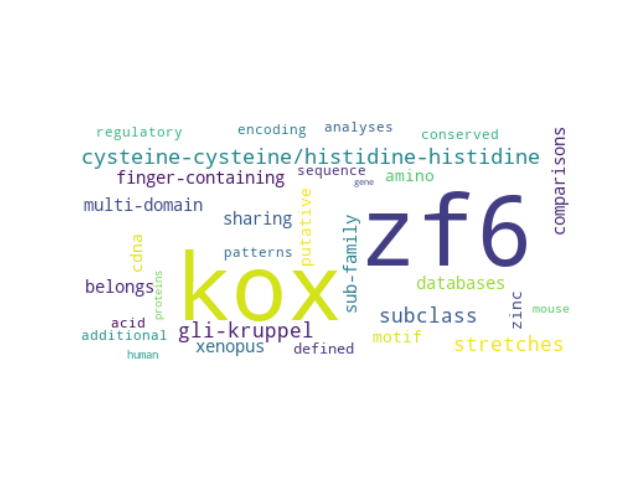 regulatory
encoding
analyses
conserved
cysteine-cysteine/histidine-histidine
comparisons
finger-containing
sequence
gene
amino
multi-domain
sharing
putative
sub-family
zf6
cdna
patterns
kox
belongs
proteins
databases
zinc
mouse
acid
gli-kruppel
subclass
additional
xenopus
defined
motif
stretches
human